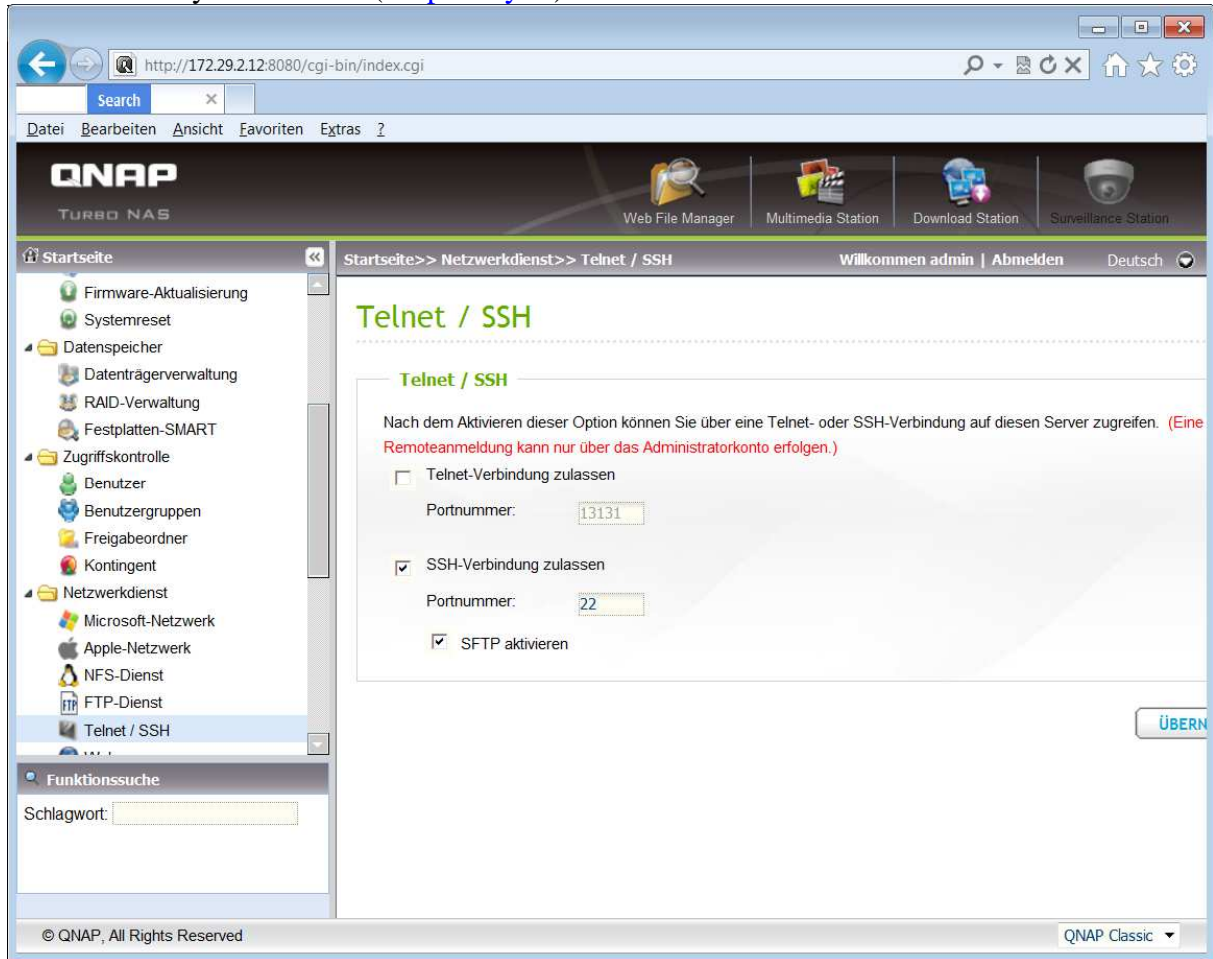 http://172.29.2.12:8080/cgi-bin/index.cgi
Search
Datei Bearbeiten Ansicht Favoriten Extras ?
QNAP
TURBO NAS
Web File Manager
Multimedia Station
Download Station
Surveillance Station
Startseite
Startseite>> Netzwerkdienst>> Telnet / SSH
Willkommen admin | Abmelden
Deutsch
Firmware-Aktualisierung
Systemreset
Datenspeicher
Datenträgerverwaltung
RAID-Verwaltung
Festplatten-SMART
Zugriffskontrolle
Benutzer
Benutzergruppen
Freigabeordner
Kontingent
Netzwerkdienst
Microsoft-Netzwerk
Apple-Netzwerk
NFS-Dienst
FTP
FTP-Dienst
Telnet / SSH
Funktionssuche
Schlagwort:
Telnet / SSH
Telnet / SSH
Nach dem Aktivieren dieser Option können Sie über eine Telnet- oder SSH-Verbindung auf diesen Server zugreifen. (Eine
Remoteanmeldung kann nur über das Administratorkonto erfolgen.)
Telnet-Verbindung zulassen
Portnummer: 13131
SSH-Verbindung zulassen
Portnummer: 22
SFTP aktivieren
ÜBERN
© QNAP, All Rights Reserved
QNAP Classic